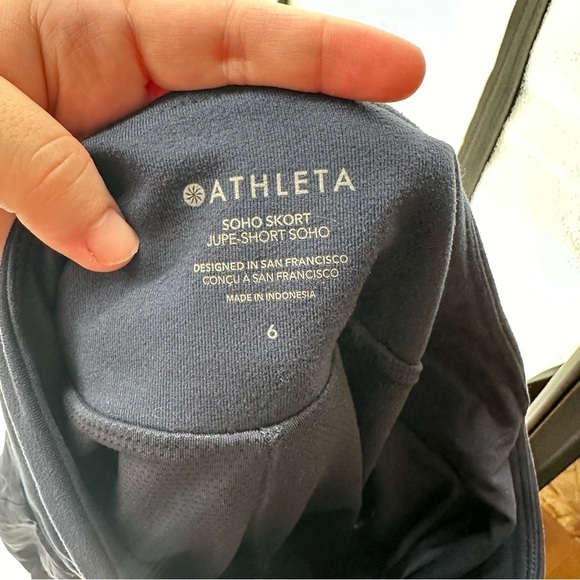 ATHLETA
SOHO SKORT
JUPE-SHORT SOHO
DESIGNED IN SAN FRANCISCO
CONÇU À SAN FRANCISCO
MADE IN INDONESIA
6